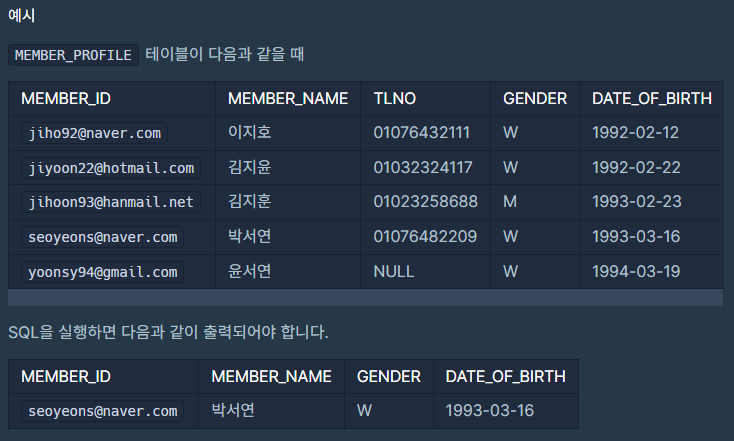 예시
MEMBER_PROFILE 테이블이 다음과 같을 때
MEMBER_ID MEMBER_NAME TLNO GENDER DATE_OF_BIRTH
jiho92@naver.com 이지호 01076432111 W 1992-02-12
jiyoon22@hotmail.com 김지윤 01032324117 W 1992-02-22
jihoon93@hanmail.net 김지훈 01023258688 M 1993-02-23
seoyeons@naver.com 박서연 01076482209 W 1993-03-16
yoonsy94@gmail.com 윤서연 NULL W 1994-03-19
SQL을 실행하면 다음과 같이 출력되어야 합니다.
MEMBER_ID MEMBER_NAME GENDER DATE_OF_BIRTH
seoyeons@naver.com 박서연 W 1993-03-16